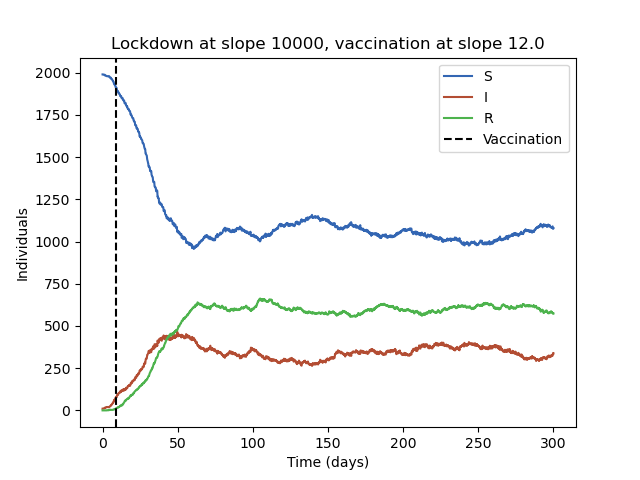 Lockdown at slope 10000, vaccination at slope 12.0
2000
1750
1500
1250
1000
750
500
250
0
Individuals
S
I
R
Vaccination
0 50 100 150 200 250 300
Time (days)